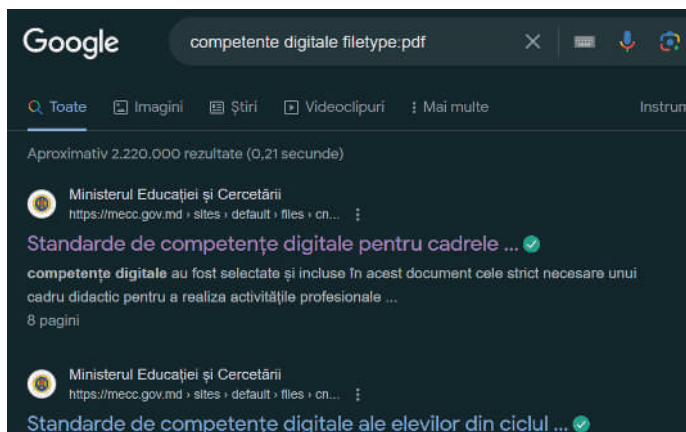 Google
competente digitale filetype:pdf
Toate Imagini Știri Videoclipuri Mai multe
Aproximativ 2.220.000 rezultate (0,21 secunde)
Ministerul Educației și Cercetării
https://mecc.gov.md › sites › default › files › cn...
Standarde de competențe digitale pentru cadrele ...
competențe digitale au fost selectate și incluse în acest document cele strict necesare unui
cadru didactic pentru a realiza activitățile profesionale ...
8 pagini
Ministerul Educației și Cercetării
https://mecc.gov.md › sites › default › files › cn...
Standarde de competențe digitale ale elevilor din ciclul ...